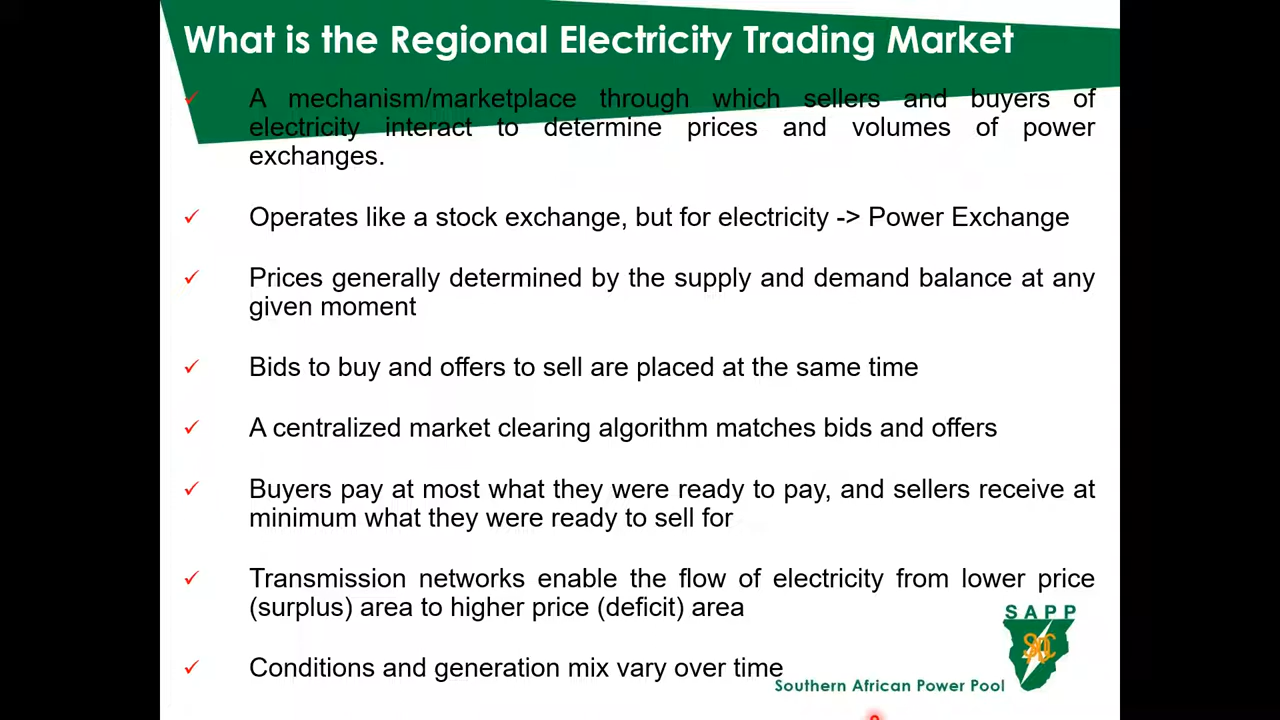 What is the Regional Electricity Trading Market
✓ A mechanism/marketplace through which sellers and buyers of
electricity interact to determine prices and volumes of power
exchanges.
✓ Operates like a stock exchange, but for electricity -> Power Exchange
✓ Prices generally determined by the supply and demand balance at any
given moment
✓ Bids to buy and offers to sell are placed at the same time
✓ A centralized market clearing algorithm matches bids and offers
✓ Buyers pay at most what they were ready to pay, and sellers receive at
minimum what they were ready to sell for
✓ Transmission networks enable the flow of electricity from lower price
(surplus) area to higher price (deficit) area
✓ Conditions and generation mix vary over time
SAPP
Southern African Power Pool